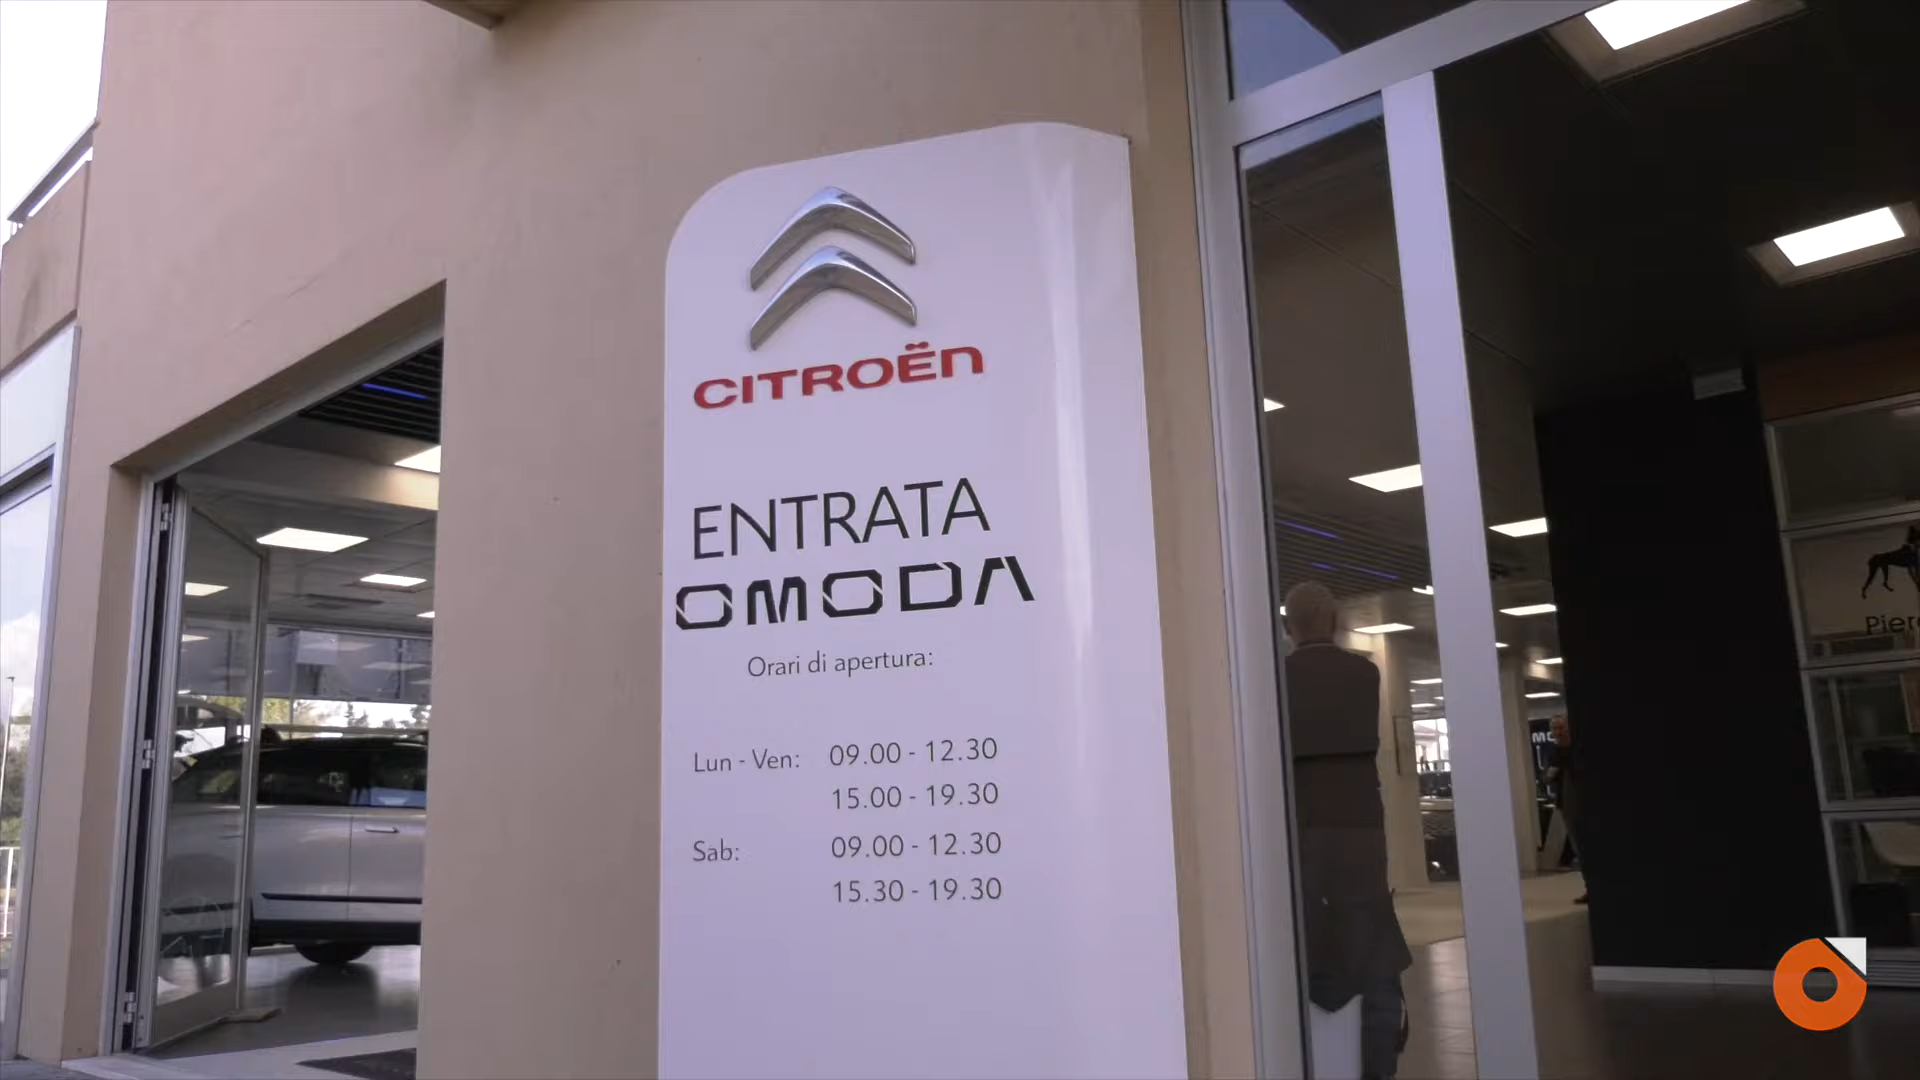 CITROËN
ENTRATA
OMODA
Orari di apertura:
Lun - Ven: 09.00 - 12.30
15.00 - 19.30
Sab: 09.00 - 12.30
15.30 - 19.30